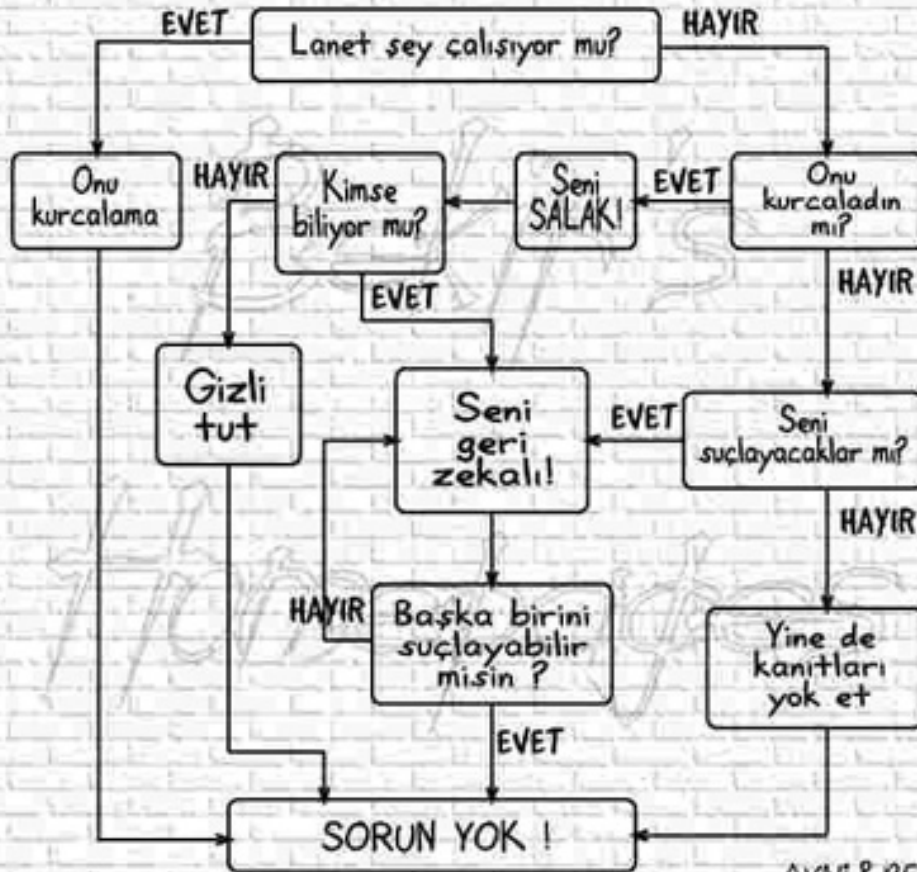 EVET
Lanet şey çalışıyor mu?
HAYIR
Onu
kurcalama
HAYIR
Kimse
biliyor mu?
Seni
SALAK!
EVET
Onu
kurcaladın
mı?
EVET
HAYIR
Gizli
tut
Seni
geri
zekalı!
EVET
Seni
suçlayacaklar mı?
HAYIR
HAYIR
Başka birini
suçlayabilir
misin ?
Yine de
kanıtları
yok et
EVET
SORUN YOK !